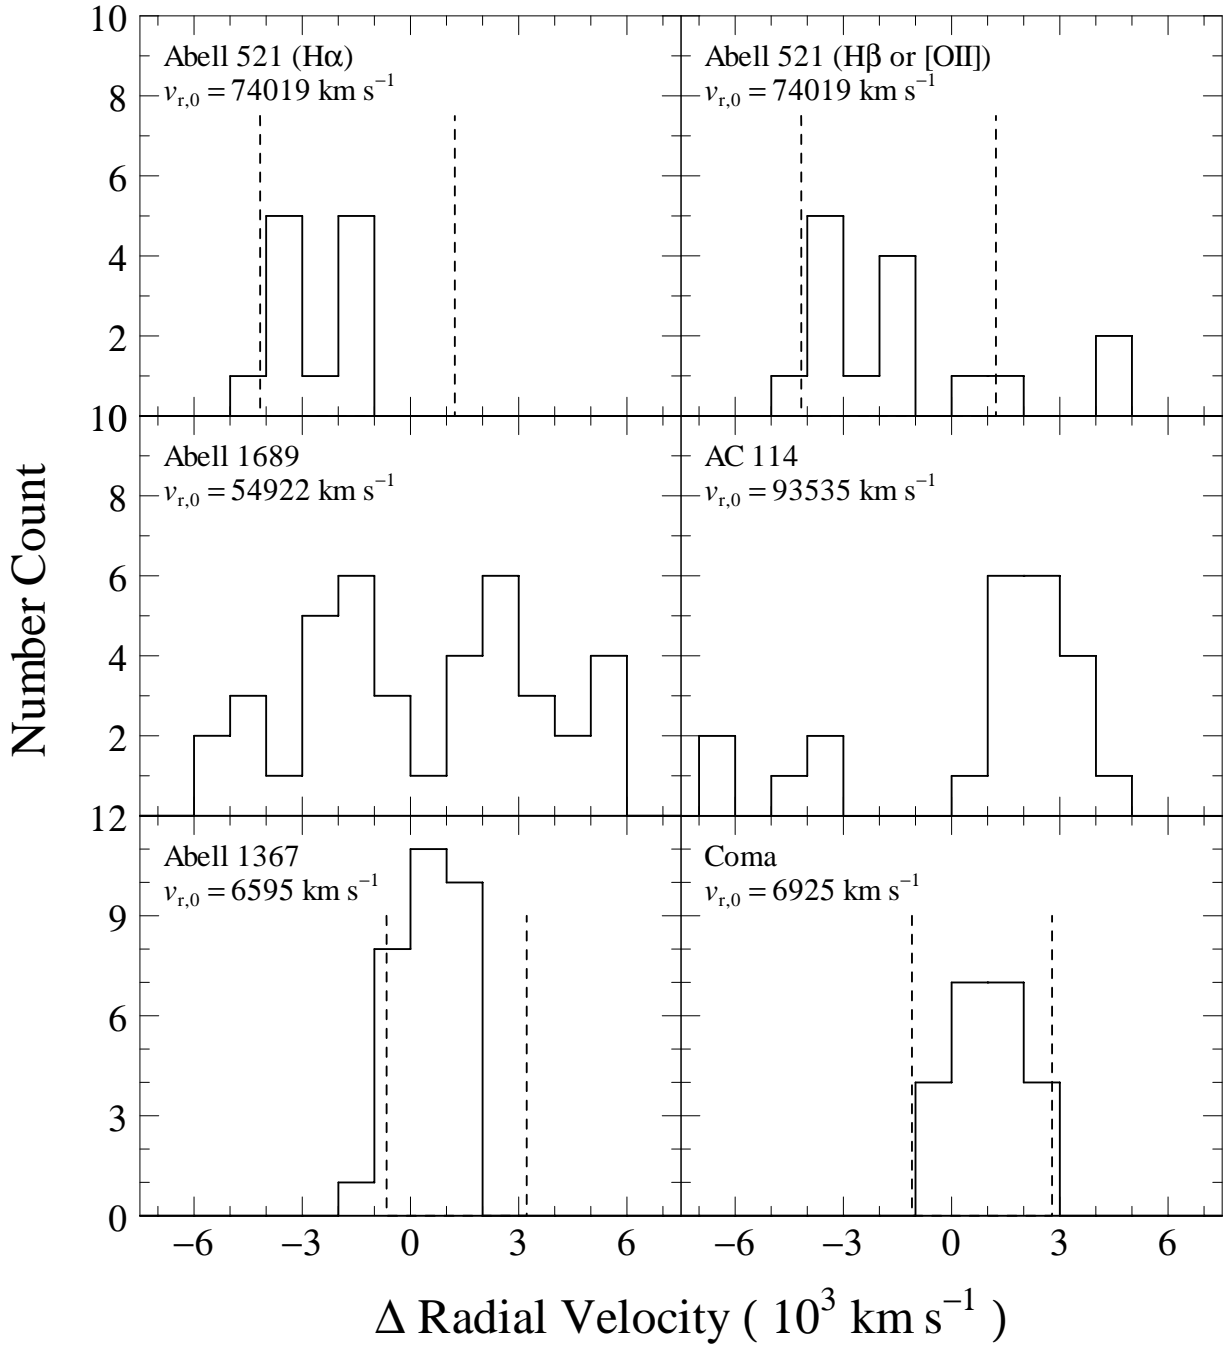 Abell 521 (Hα)
v_r,0 = 74019 km s⁻¹
Abell 521 (Hβ or [OII])
v_r,0 = 74019 km s⁻¹
10
8
6
4
2
Abell 1689
v_r,0 = 54922 km s⁻¹
AC 114
v_r,0 = 93535 km s⁻¹
10
8
6
4
2
Abell 1367
v_r,0 = 6595 km s⁻¹
Coma
v_r,0 = 6925 km s⁻¹
12
9
6
3
0
−6 −3 0 3 6 −6 −3 0 3 6
Number Count
Δ Radial Velocity ( 10³ km s⁻¹ )